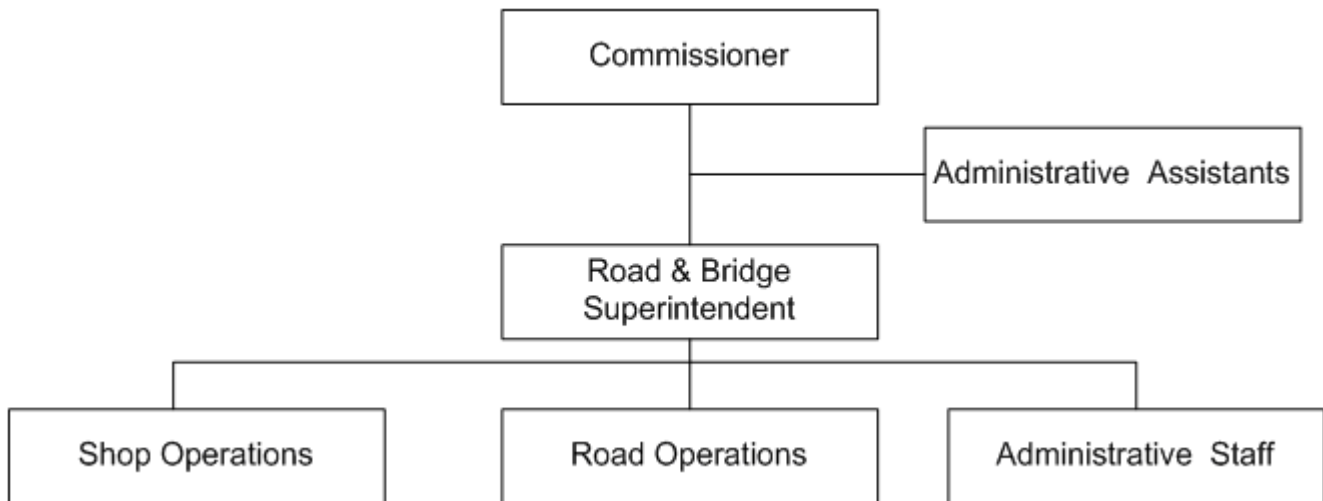 Commissioner
Administrative Assistants
Road & Bridge
Superintendent
Shop Operations
Road Operations
Administrative Staff